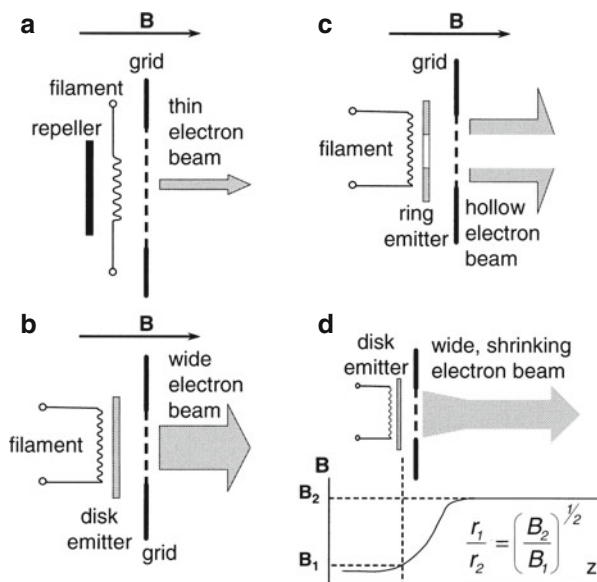 a
B
grid
filament
repeller
thin
electron
beam
b
B
wide
electron
beam
filament
disk
emitter
grid
c
B
grid
filament
ring
emitter
hollow
electron
beam
d
disk
emitter
wide, shrinking
electron beam
B
B₂
B₁
r₁/r₂ = (B₂/B₁)^1/2
z